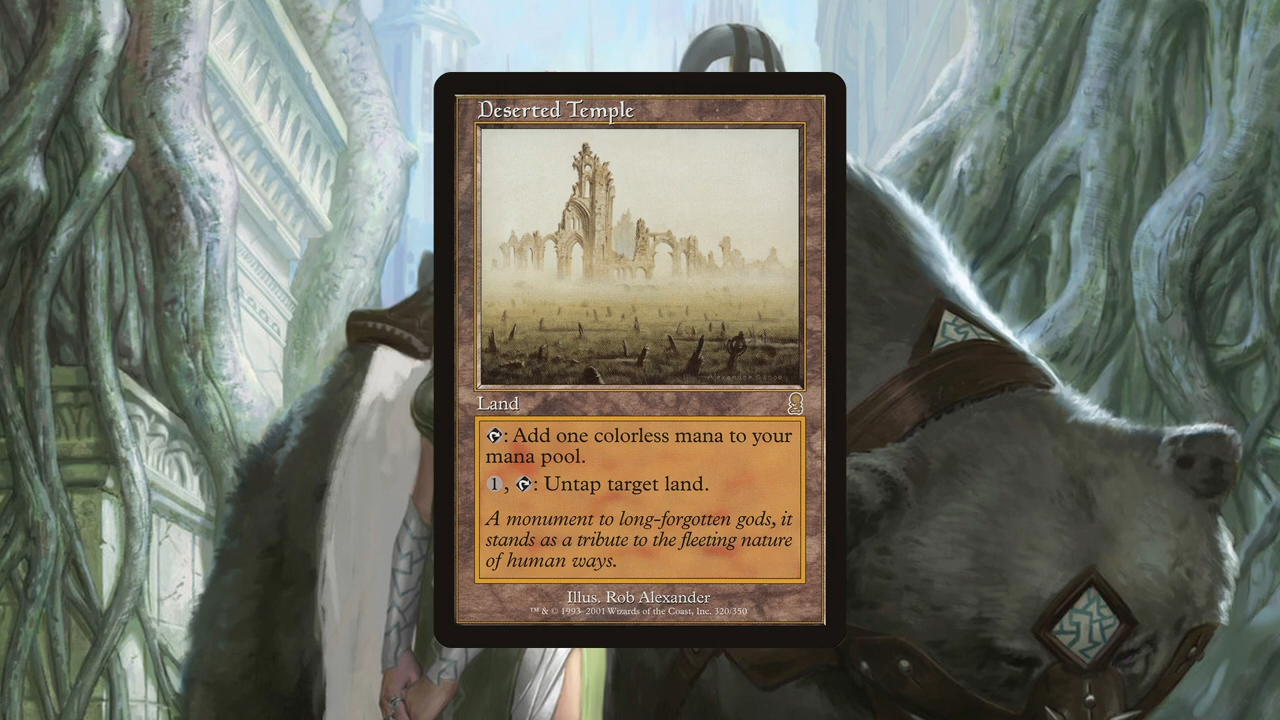 Deserted Temple
Land
: Add one colorless mana to your
mana pool.
1, : Untap target land.
A monument to long-forgotten gods, it
stands as a tribute to the fleeting nature
of human ways.
Illus. Rob Alexander
™ & © 1993-2001 Wizards of the Coast, Inc. 320/350